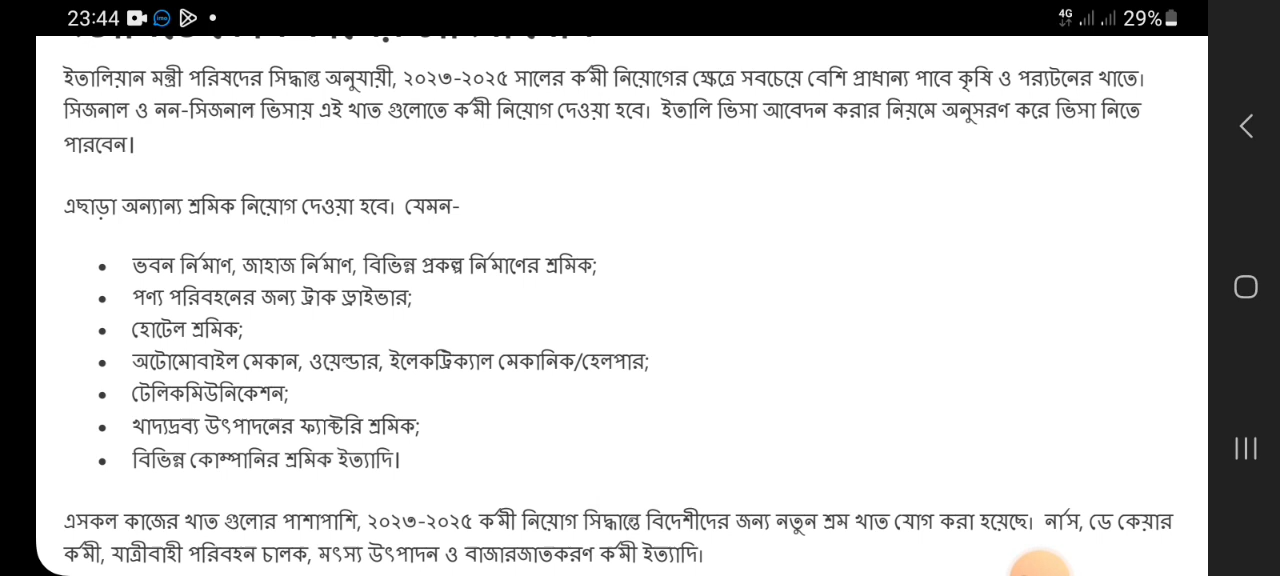 23:44 imo 4G 29%
ইতালিয়ান মন্ত্রী পরিষদের সিদ্ধান্ত অনুযায়ী, ২০২৩-২০২৫ সালের কর্মী নিয়োগের ক্ষেত্রে সবচেয়ে বেশি প্রাধান্য পাবে কৃষি ও পর্যটনের খাতে।
সিজনাল ও নন-সিজনাল ভিসায় এই খাত গুলোতে কর্মী নিয়োগ দেওয়া হবে। ইতালি ভিসা আবেদন করার নিয়মে অনুসরণ করে ভিসা নিতে
পারবেন।
এছাড়া অন্যান্য শ্রমিক নিয়োগ দেওয়া হবে। যেমন-
• ভবন নির্মাণ, জাহাজ নির্মাণ, বিভিন্ন প্রকল্প নির্মাণের শ্রমিক;
• পণ্য পরিবহনের জন্য ট্রাক ড্রাইভার;
• হোটেল শ্রমিক;
• অটোমোবাইল মেকান, ওয়েল্ডার, ইলেকট্রিক্যাল মেকানিক/হেলপার;
• টেলিকমিউনিকেশন;
• খাদ্যদ্রব্য উৎপাদনের ফ্যাক্টরি শ্রমিক;
• বিভিন্ন কোম্পানির শ্রমিক ইত্যাদি।
এসকল কাজের খাত গুলোর পাশাপাশি, ২০২৩-২০২৫ কর্মী নিয়োগ সিদ্ধান্তে বিদেশীদের জন্য নতুন শ্রম খাত যোগ করা হয়েছে। নার্স, ডে কেয়ার
কর্মী, যাত্রীবাহী পরিবহন চালক, মৎস্য উৎপাদন ও বাজারজাতকরণ কর্মী ইত্যাদি।